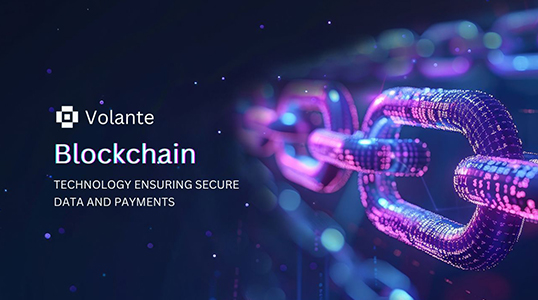 Volante
Blockchain
TECHNOLOGY ENSURING SECURE
DATA AND PAYMENTS